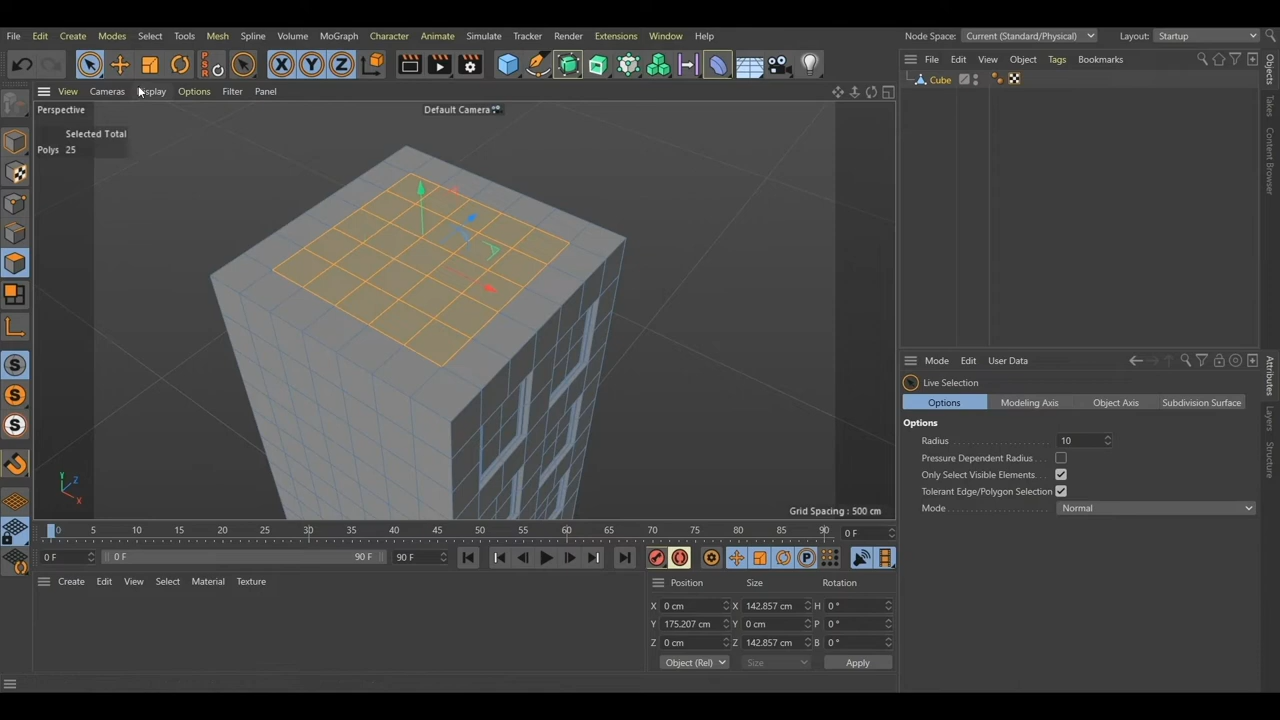 File Edit Create Modes Select Tools Mesh Spline Volume MoGraph Character Animate Simulate Tracker Render Extensions Window Help Node Space: Current (Standard/Physical) Layout: Startup
X Y Z
View Cameras Display Options Filter Panel
File Edit View Object Tags Bookmarks
Cube
Perspective
Default Camera
Selected Total
Polys 25
Objects
Takes
Content Browser
Mode Edit User Data
Live Selection
Options Modeling Axis Object Axis Subdivision Surface
Options
Radius 10
Pressure Dependent Radius
Only Select Visible Elements
Tolerant Edge/Polygon Selection
Mode Normal
Attributes
Layers
Structure
Y
Z
X
Grid Spacing : 500 cm
0 5 10 15 20 25 30 35 40 45 50 55 60 65 70 75 80 85 90 0 F
0 F 0 F 90 F 90 F
Create Edit View Select Material Texture
Position Size Rotation
X 0 cm X 142.857 cm H 0 °
Y 175.207 cm Y 0 cm P 0 °
Z 0 cm Z 142.857 cm B 0 °
Object (Rel) Size Apply